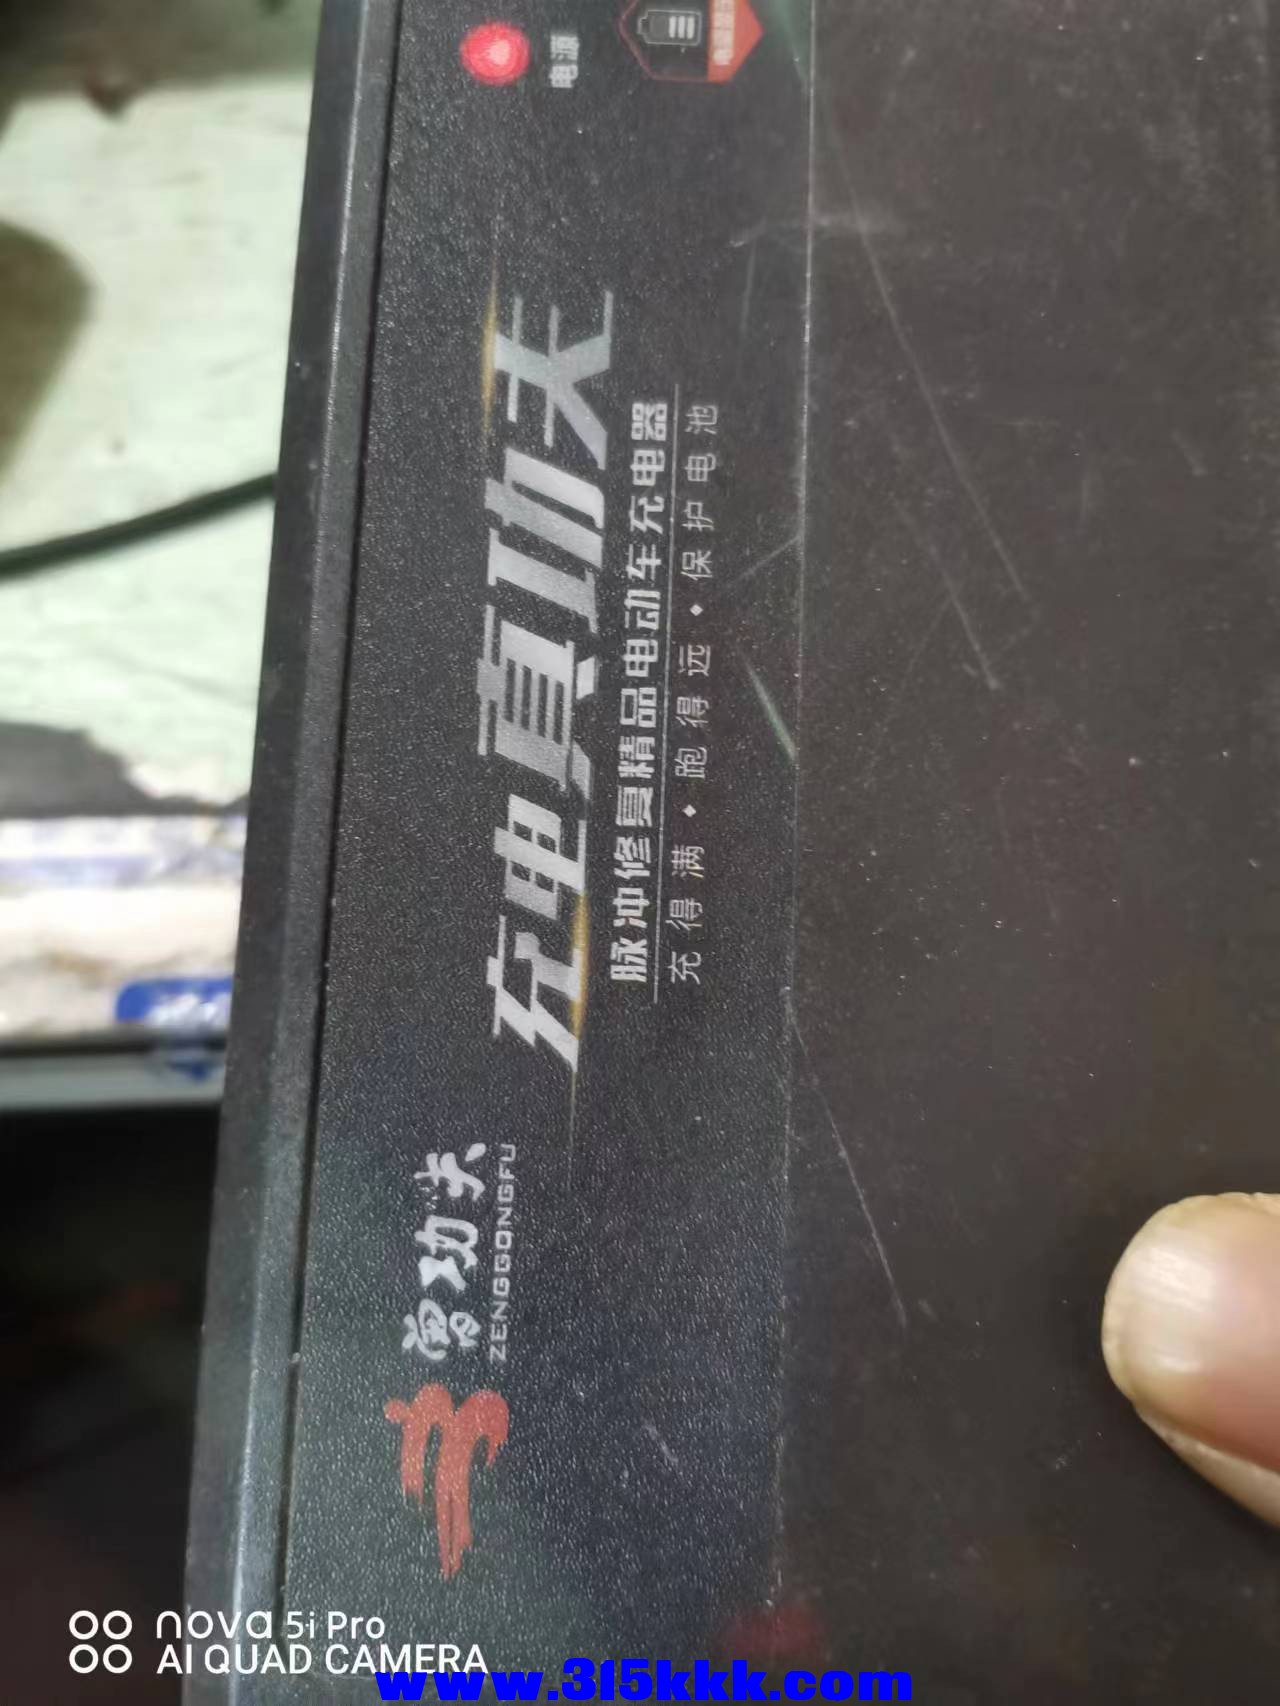 曾功夫
ZENGGONGFU
充电真功夫
脉冲修复精品电动车充电器
充得满・跑得远・保护电池
电源
nova 5i Pro
AI QUAD CAMERA
www.315kkk.com